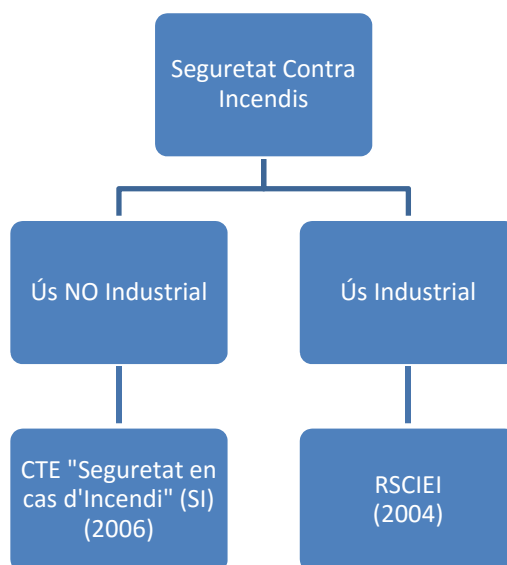 Seguretat Contra
Incendis
Ús NO Industrial
Ús Industrial
CTE "Seguretat en
cas d'Incendi" (SI)
(2006)
RSCIEI
(2004)